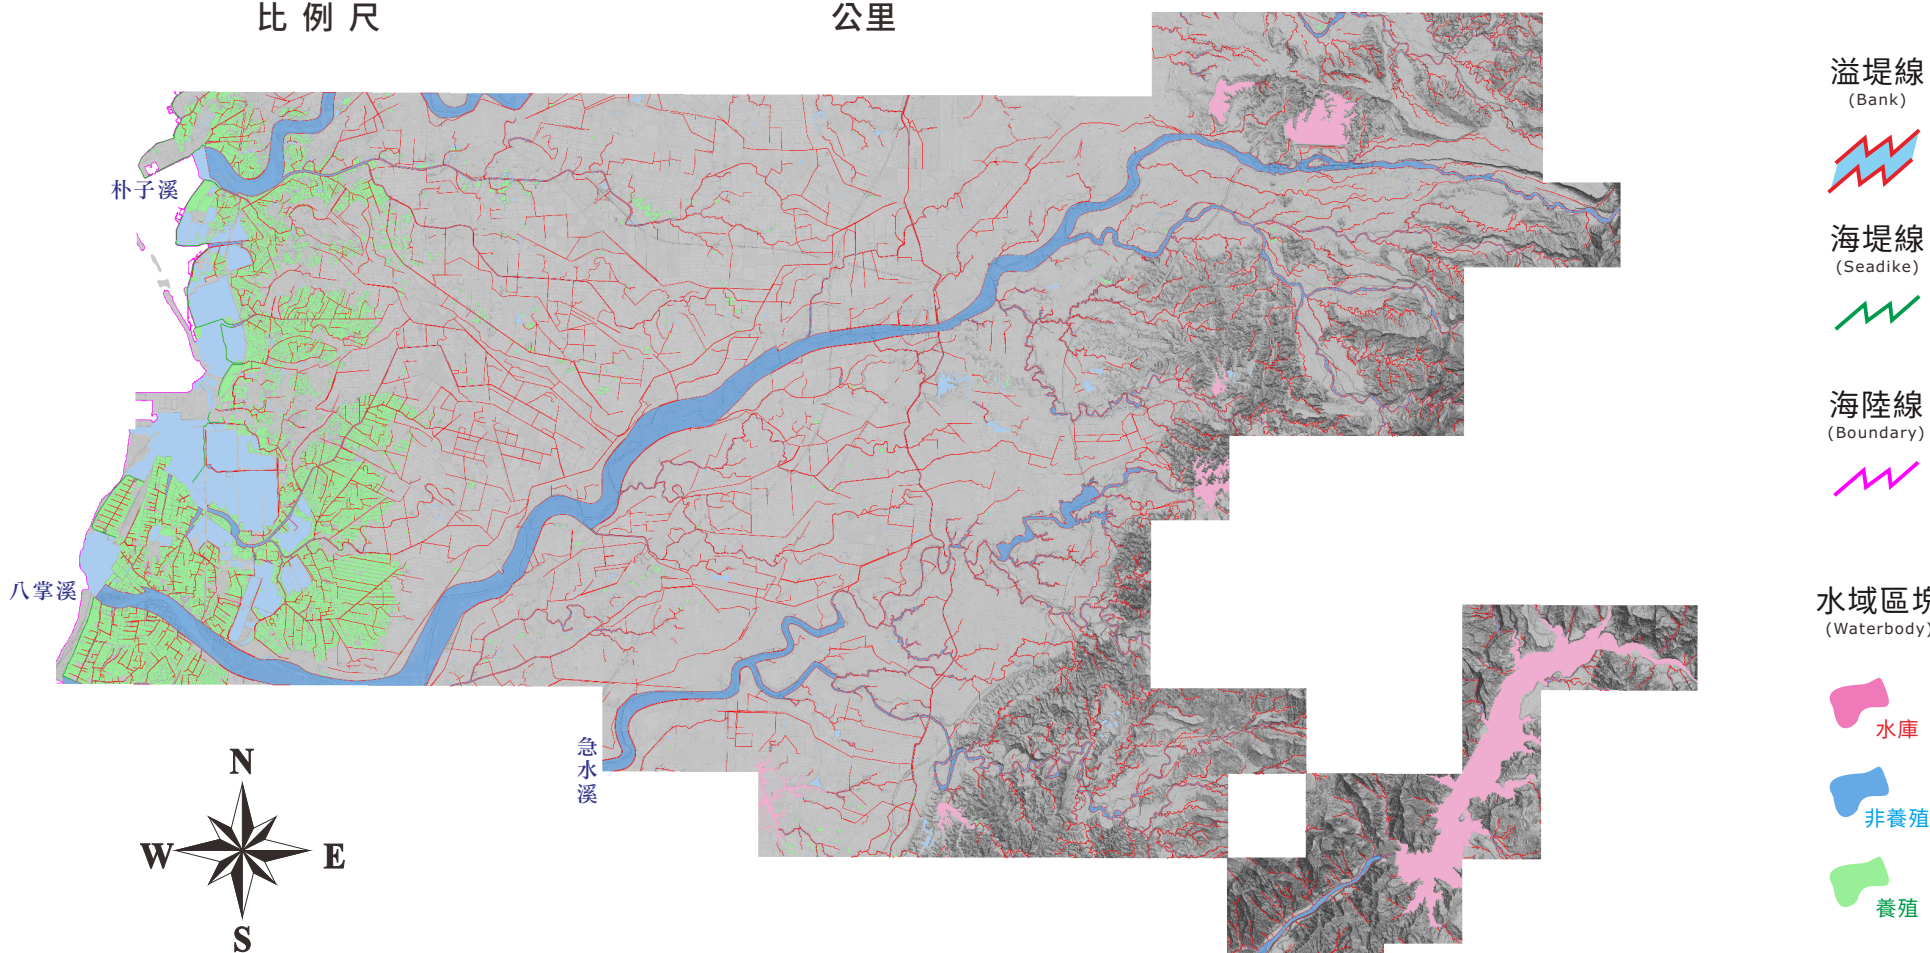 比例尺
公里
溢堤線
(Bank)
海堤線
(Seadike)
海陸線
(Boundary)
水域區塊
(Waterbody)
水庫
非養殖
養殖
朴子溪
八掌溪
急水溪
N
W
E
S